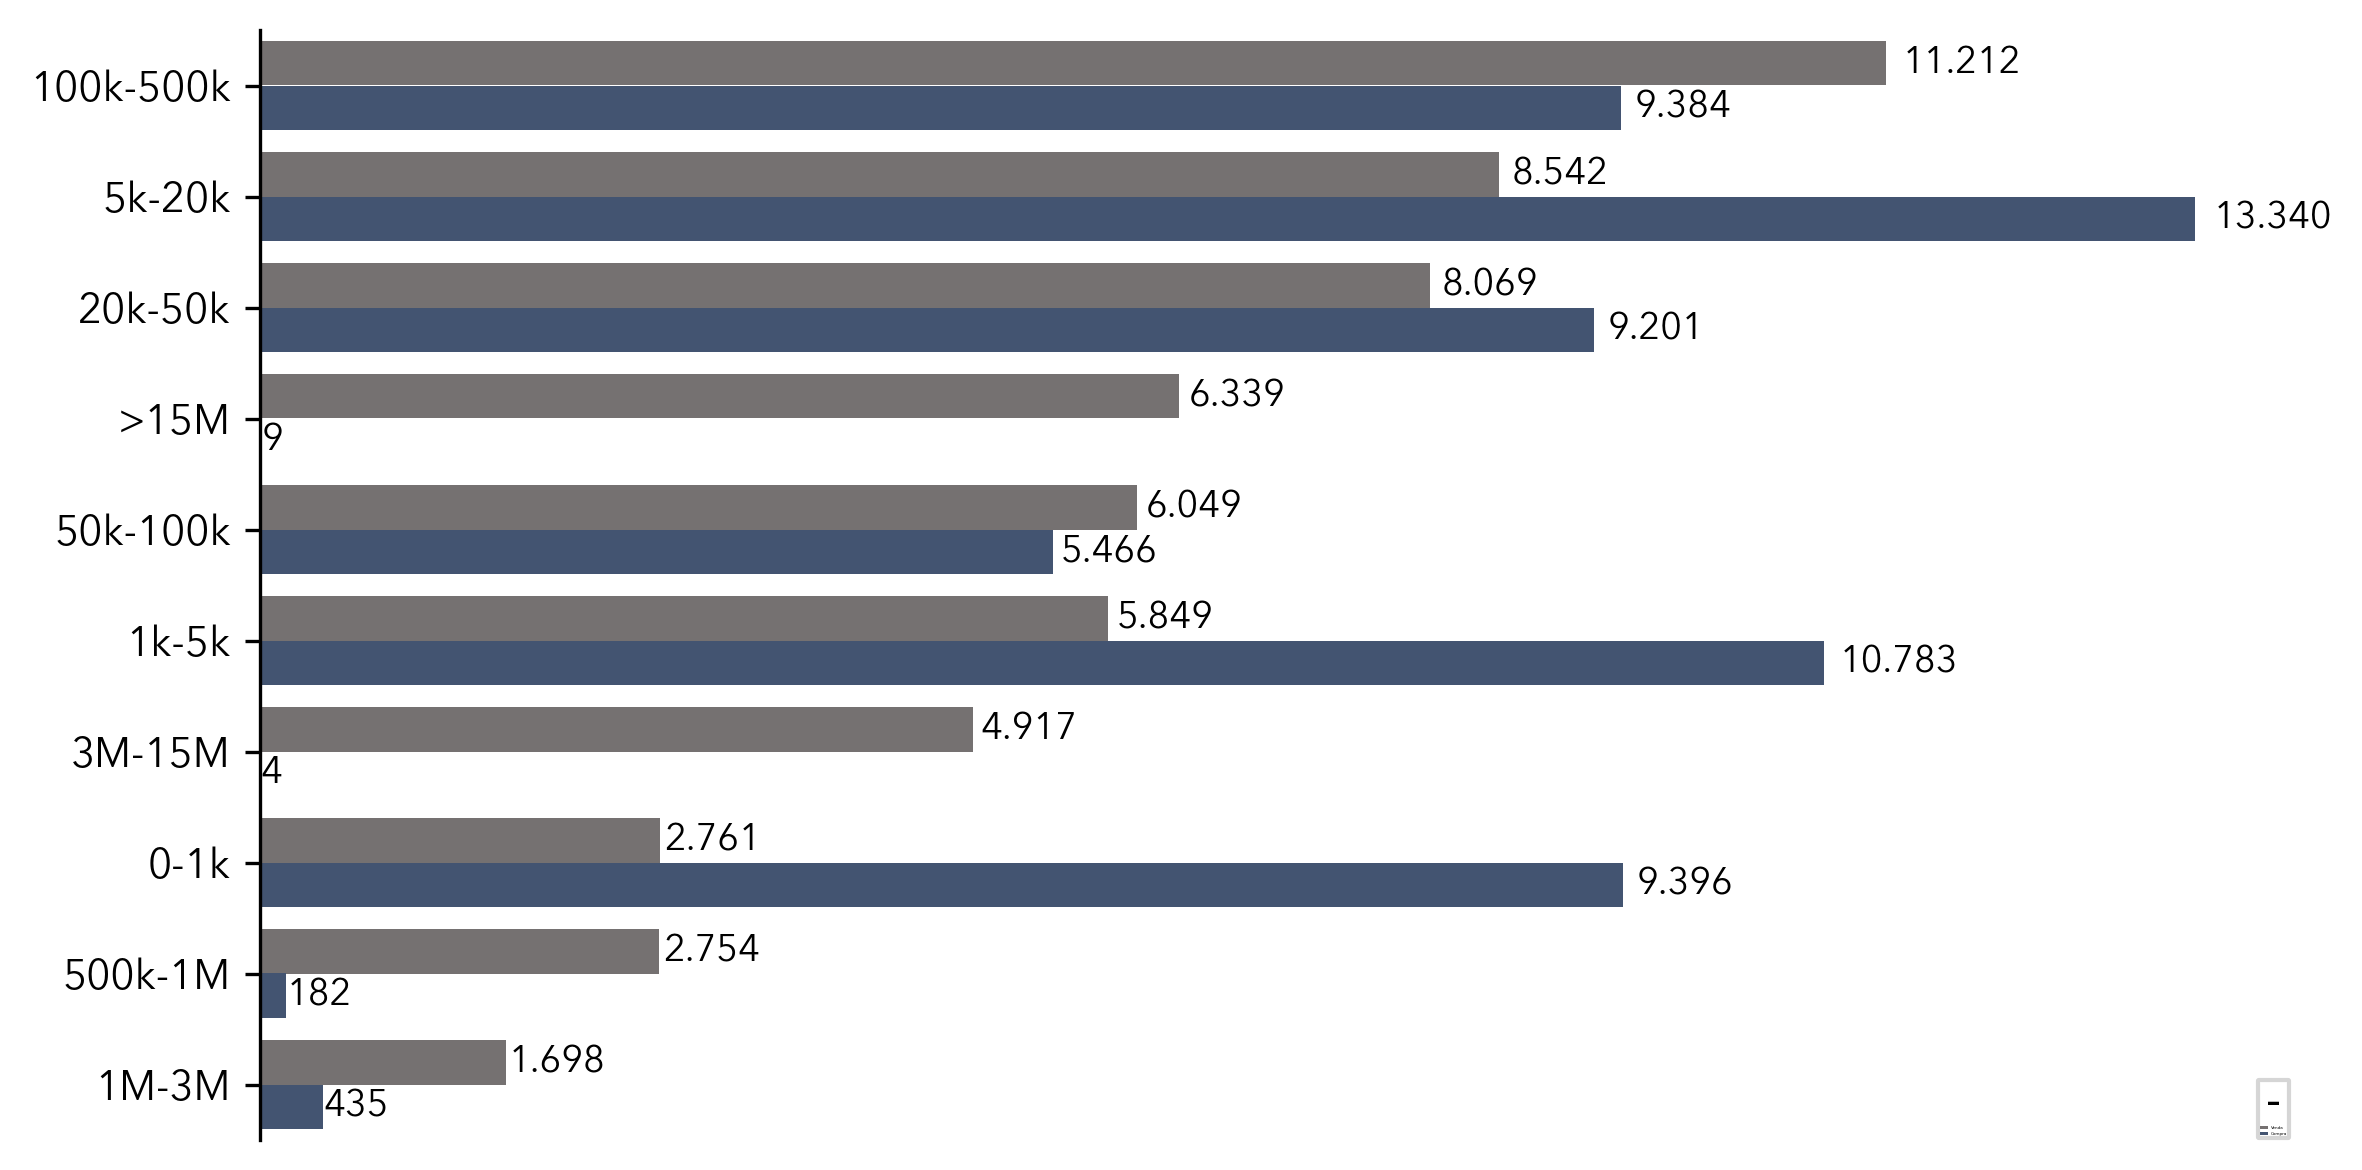 100k-500k
11.212
9.384
5k-20k
8.542
13.340
20k-50k
8.069
9.201
>15M
6.339
9
50k-100k
6.049
5.466
1k-5k
5.849
10.783
3M-15M
4.917
4
0-1k
2.761
9.396
500k-1M
2.754
182
1M-3M
1.698
435
-
Venda
Compra